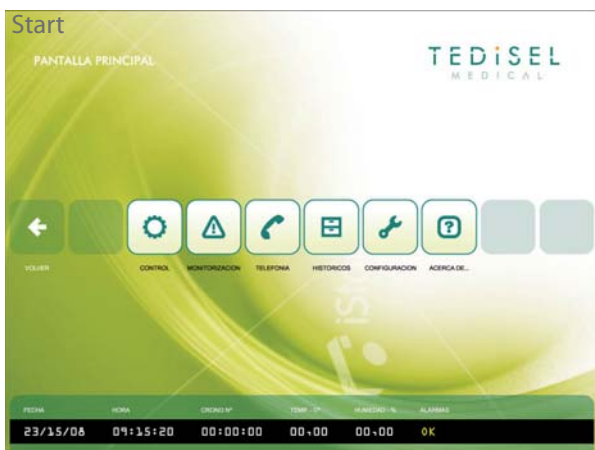 Start
PANTALLA PRINCIPAL
TEDiSEL
MEDICAL
VOLVER
CONTROL
MONITORIZACION
TELEFONIA
HISTORICOS
CONFIGURACION
ACERCA DE...
FECHA HORA CRONO Nº TEMP - Cº HUMEDAD - % ALARMAS
23/15/08 09:15:20 00:00:00 00,00 00,00 OK